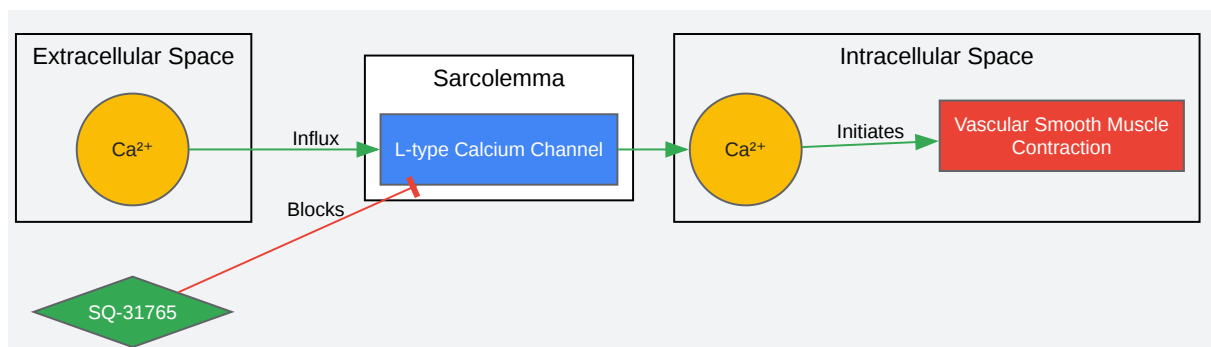 Extracellular Space
Sarcolemma
Intracellular Space
Ca²⁺
Influx
L-type Calcium Channel
Ca²⁺
Initiates
Vascular Smooth Muscle
Contraction
Blocks
SQ-31765